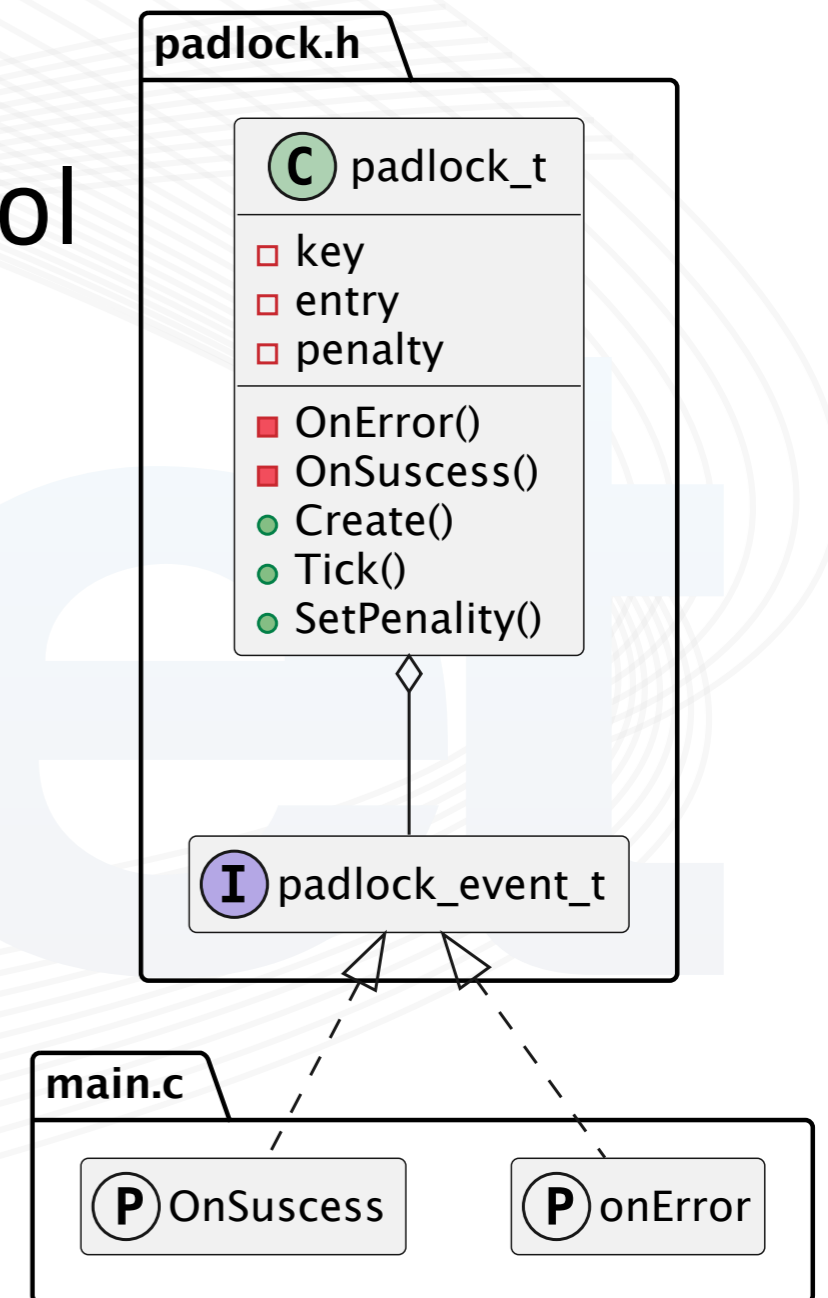 padlock.h
ol
C padlock_t
key
entry
penalty
OnError()
OnSuscess()
Create()
Tick()
SetPenality()
I padlock_event_t
main.c
P OnSuscess
P onError